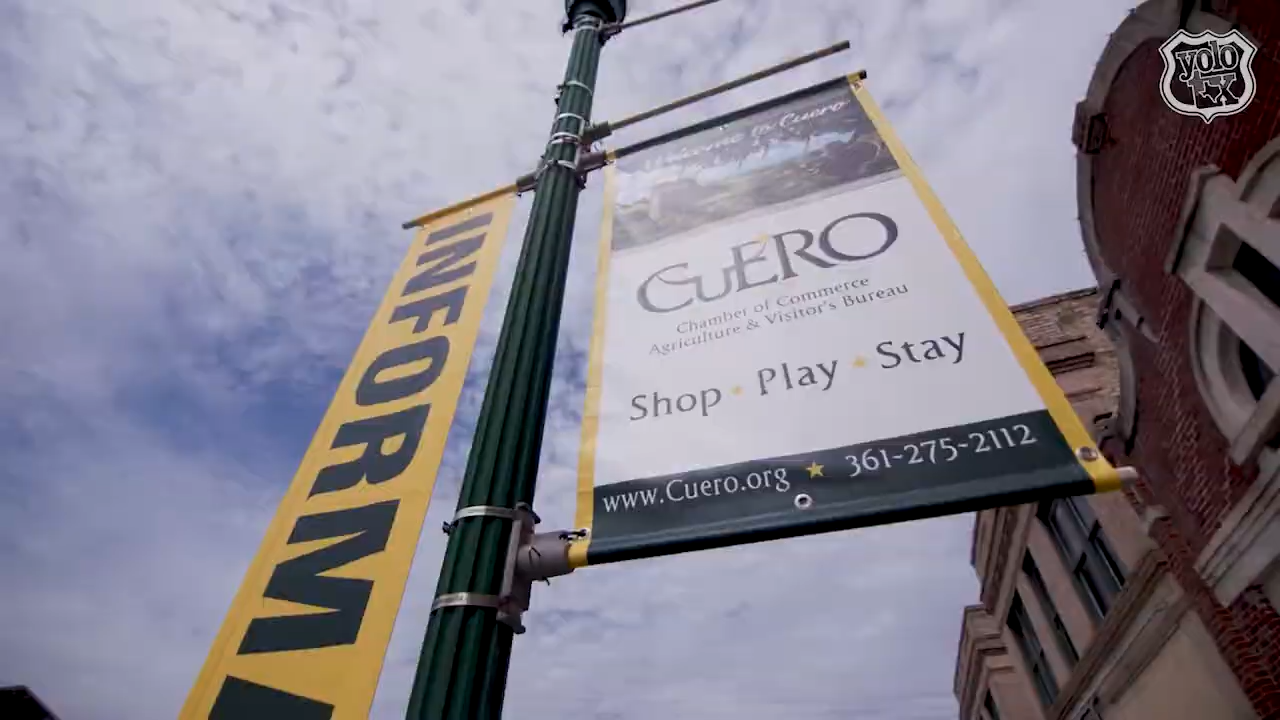 yolo
tx
Welcome to Cuero
CUERO
Chamber of Commerce
Agriculture & Visitor's Bureau
Shop • Play • Stay
www.Cuero.org ★ 361-275-2112
INFORMA